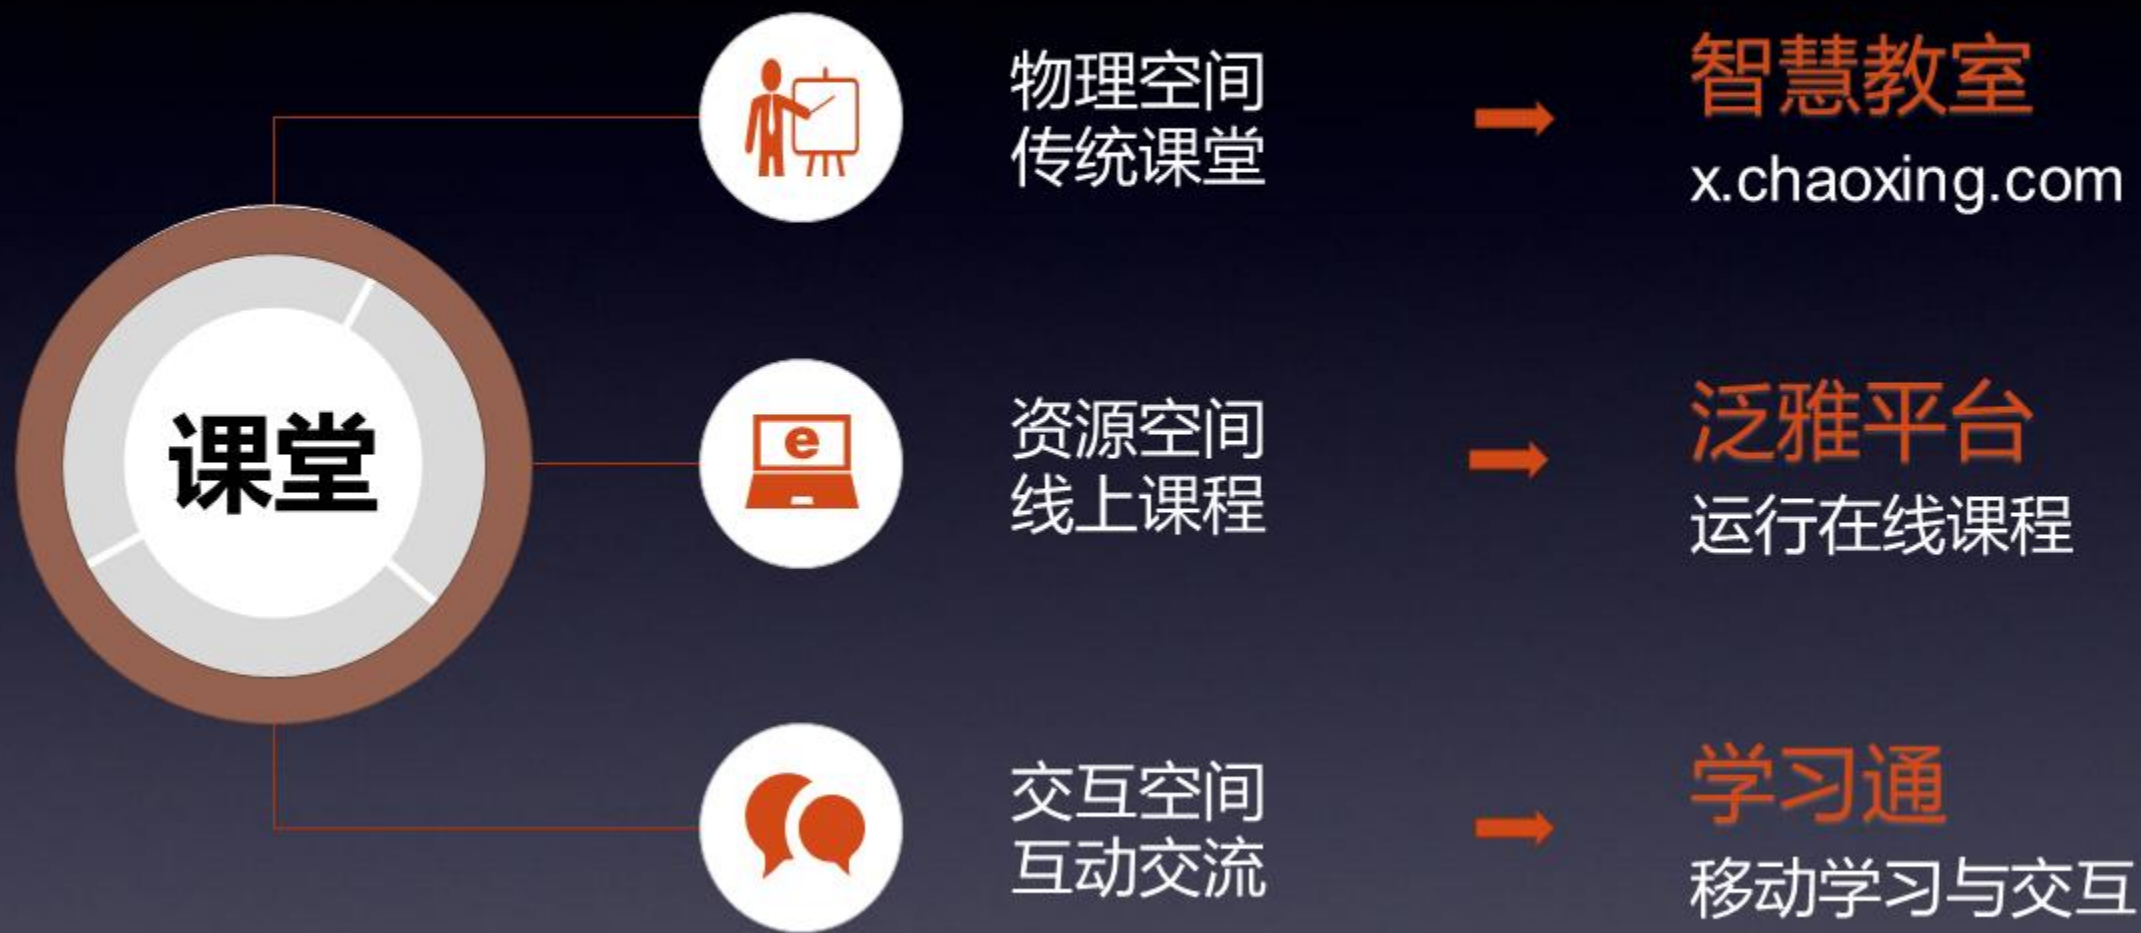 课堂
物理空间
传统课堂
智慧教室
x.chaoxing.com
e
资源空间
线上课程
泛雅平台
运行在线课程
交互空间
互动交流
学习通
移动学习与交互